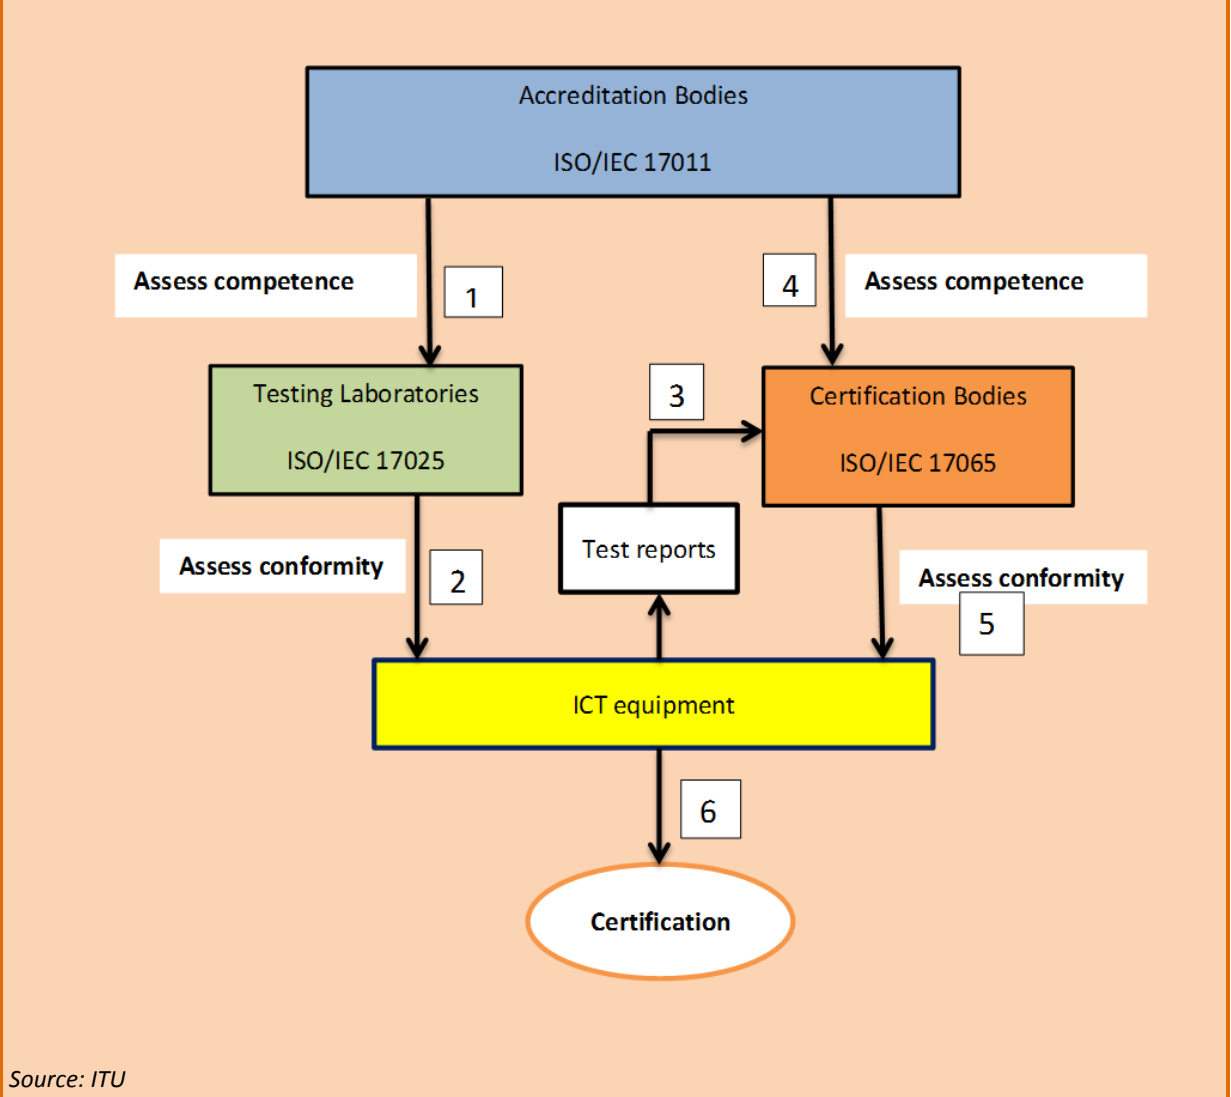 Accreditation Bodies
ISO/IEC 17011
Assess competence
1
4
Assess competence
Testing Laboratories
ISO/IEC 17025
3
Certification Bodies
ISO/IEC 17065
Assess conformity
2
Test reports
Assess conformity
5
ICT equipment
6
Certification
Source: ITU